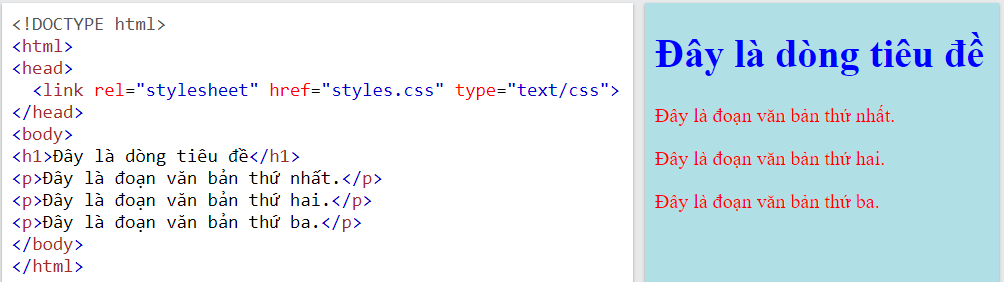 <!DOCTYPE html>
<html>
<head>
  <link rel="stylesheet" href="styles.css" type="text/css">
</head>
<body>
<h1>Đây là dòng tiêu đề</h1>
<p>Đây là đoạn văn bản thứ nhất.</p>
<p>Đây là đoạn văn bản thứ hai.</p>
<p>Đây là đoạn văn bản thứ ba.</p>
</body>
</html>
Đây là dòng tiêu đề
Đây là đoạn văn bản thứ nhất.
Đây là đoạn văn bản thứ hai.
Đây là đoạn văn bản thứ ba.